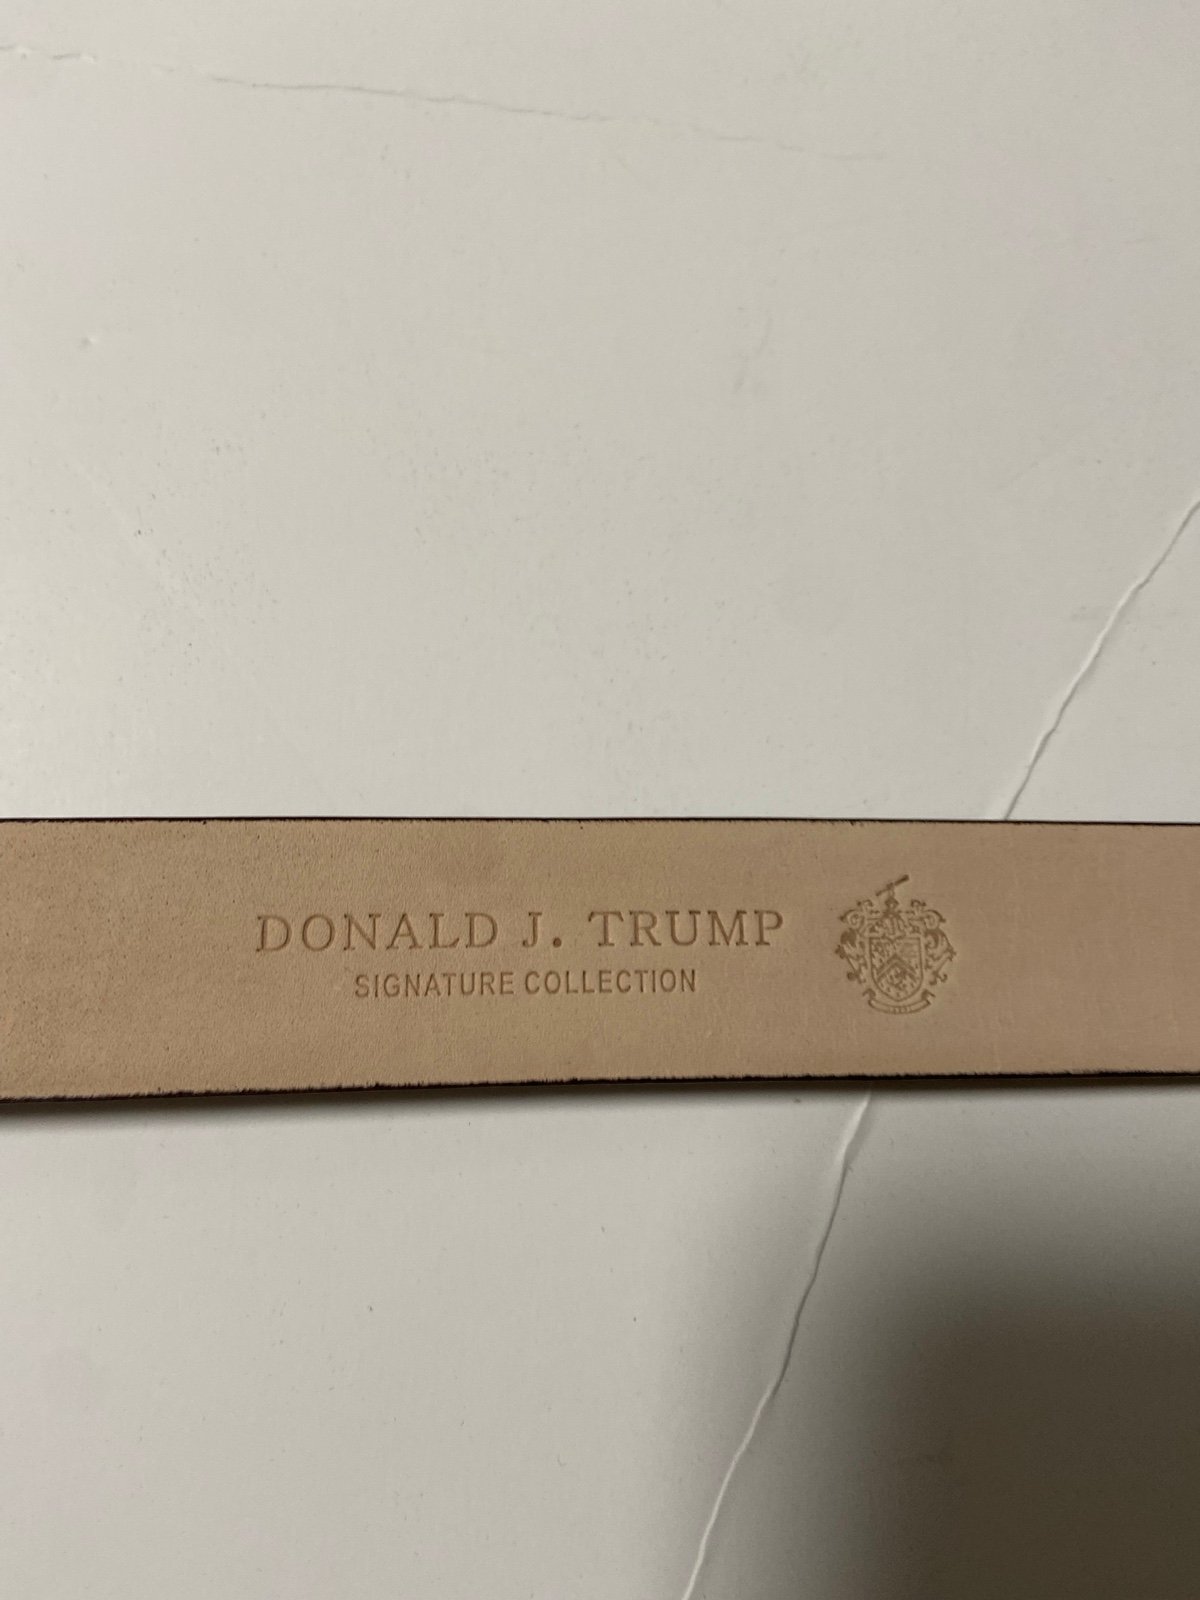 DONALD J. TRUMP
SIGNATURE COLLECTION